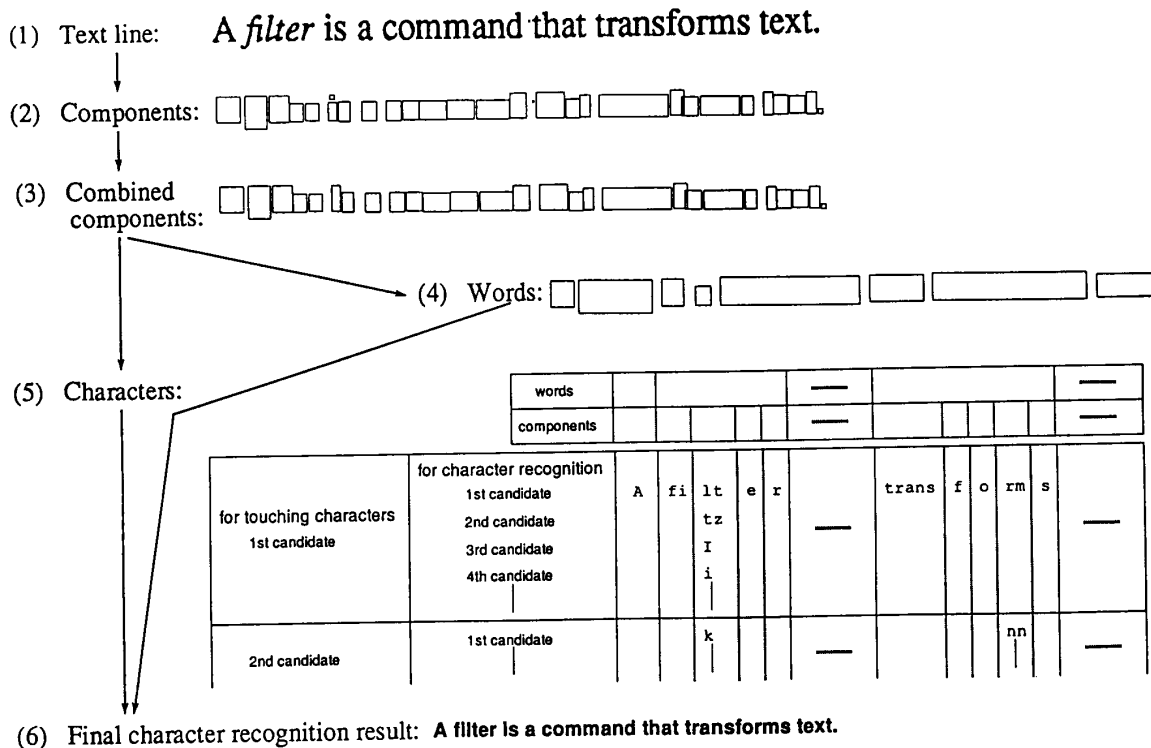 (1) Text line: A filter is a command that transforms text.
(2) Components:
(3) Combined
components:
(4) Words:
(5) Characters:
words
components
for character recognition
1st candidate A fi lt e r trans f o rm s
for touching characters
2nd candidate tz
1st candidate
3rd candidate I
4th candidate i
1st candidate k nn
2nd candidate
(6) Final character recognition result: A filter is a command that transforms text.